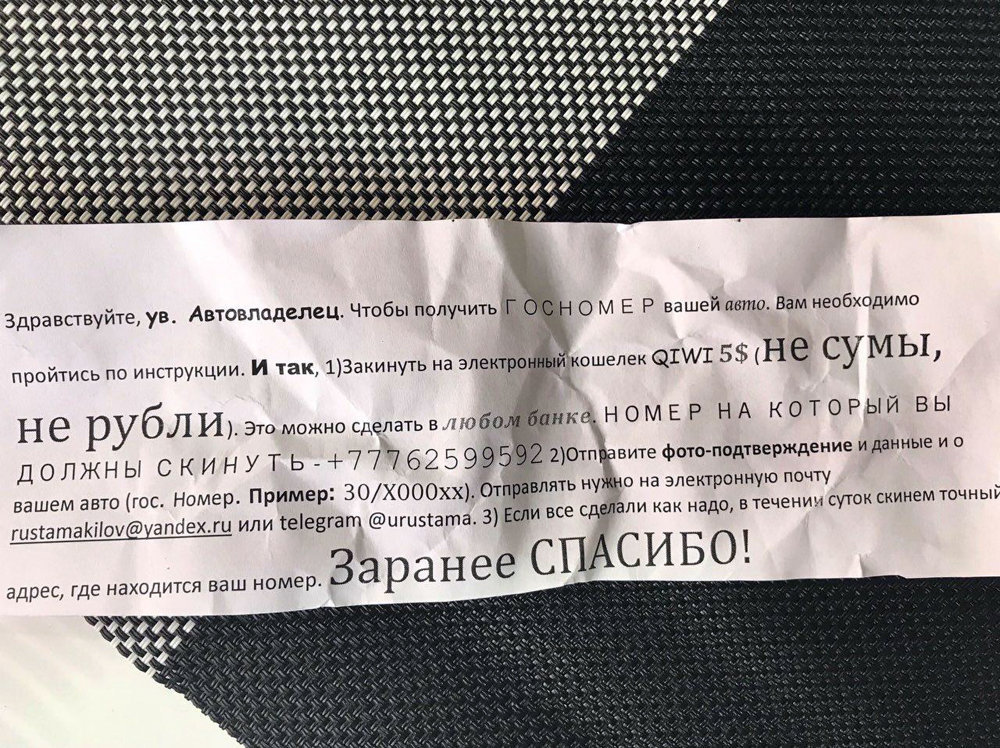 Здравствуйте, ув. Автовладелец. Чтобы получить ГОСНОМЕР вашей авто. Вам необходимо
пройтись по инструкции. И так, 1)Закинуть на электронный кошелек QIWI 5$ (не сумы,
не рубли). Это можно сделать в любом банке. НОМЕР НА КОТОРЫЙ ВЫ
ДОЛЖНЫ СКИНУТЬ -+77762599592 2)Отправите фото-подтверждение и данные и о
вашем авто (гос. Номер. Пример: 30/X000xx). Отправлять нужно на электронную почту
rustamakilov@yandex.ru или telegram @urustama. 3) Если все сделали как надо, в течении суток скинем точный
адрес, где находится ваш номер. Заранее СПАСИБО!